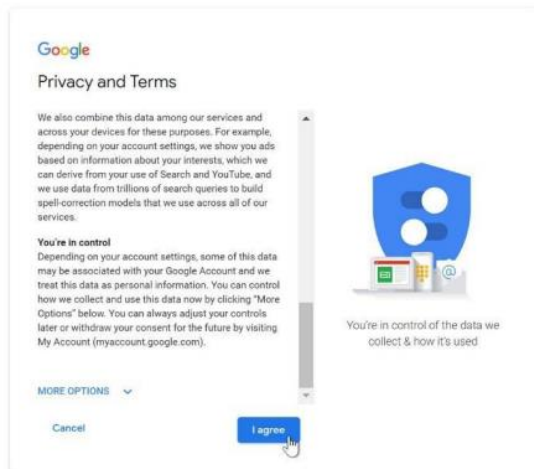 Google
Privacy and Terms
We also combine this data among our services and
across your devices for these purposes. For example,
depending on your account settings, we show you ads
based on information about your interests, which we
can derive from your use of Search and YouTube, and
we use data from trillions of search queries to build
spell-correction models that we use across all of our
services.
You're in control
Depending on your account settings, some of this data
may be associated with your Google Account and we
treat this data as personal information. You can control
how we collect and use this data now by clicking "More
Options" below. You can always adjust your controls
later or withdraw your consent for the future by visiting
My Account (myaccount.google.com).
MORE OPTIONS
Cancel
I agree
@
You're in control of the data we
collect & how it's used